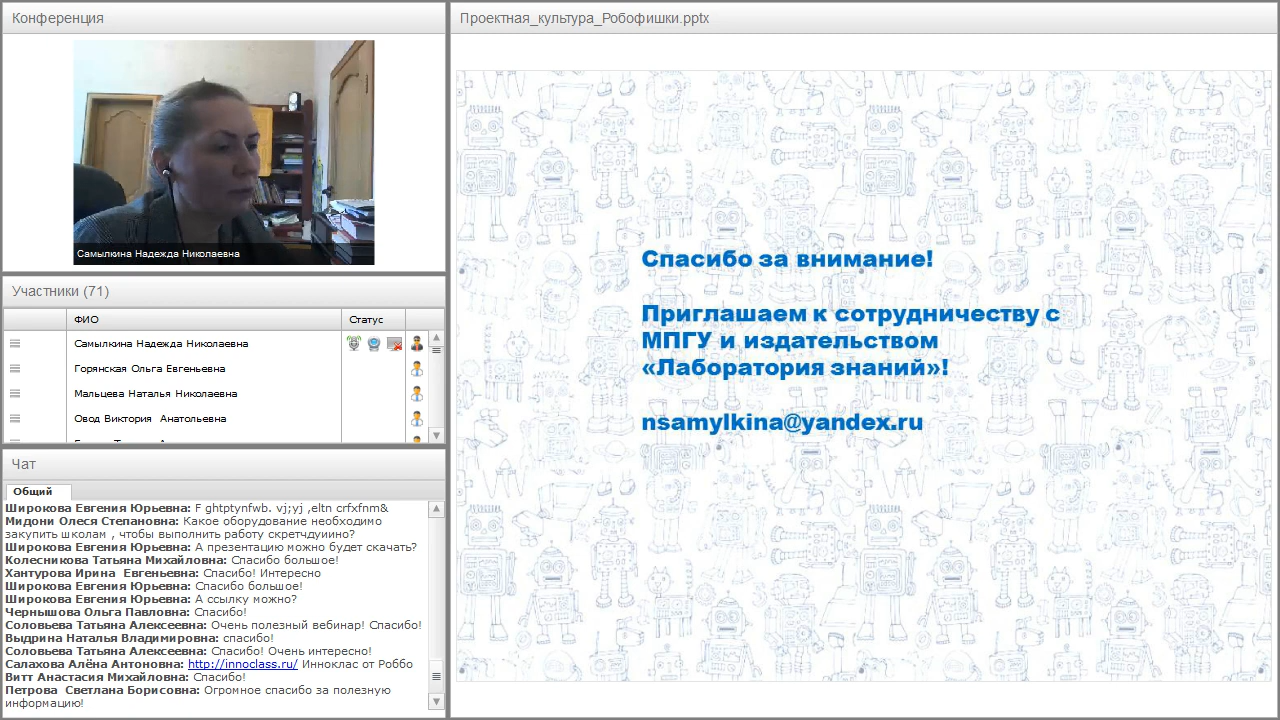 Конференция
Самылкина Надежда Николаевна
Участники (71)
ФИО
Статус
Самылкина Надежда Николаевна
Горянская Ольга Евгеньевна
Мальцева Наталья Николаевна
Овод Виктория Анатольевна
Чат
Общий
Широкова Евгения Юрьевна: F ghtptynfwb. vj;yj ,eltn crfxfnm&
Мидони Олеся Степановна: Какое оборудование необходимо
закупить школам , чтобы выполнить работу скретчдуиино?
Широкова Евгения Юрьевна: А презентацию можно будет скачать?
Колесникова Татьяна Михайловна: Спасибо большое!
Хантурова Ирина Евгеньевна: Спасибо! Интересно
Широкова Евгения Юрьевна: Спасибо большое!
Широкова Евгения Юрьевна: А ссылку можно?
Чернышова Ольга Павловна: Спасибо!
Соловьева Татьяна Алексеевна: Очень полезный вебинар! Спасибо!
Выдрина Наталья Владимировна: спасибо!
Соловьева Татьяна Алексеевна: Спасибо! Очень интересно!
Салахова Алёна Антоновна: http://innoclass.ru/ Инноклаб от Роббо
Витт Анастасия Михайловна: Спасибо!
Петрова Светлана Борисовна: Огромное спасибо за полезную
информацию!
Проектная_культура_Робофишки.pptx
Спасибо за внимание!
Приглашаем к сотрудничеству с
МПГУ и издательством
«Лаборатория знаний»!
nsamylkina@yandex.ru